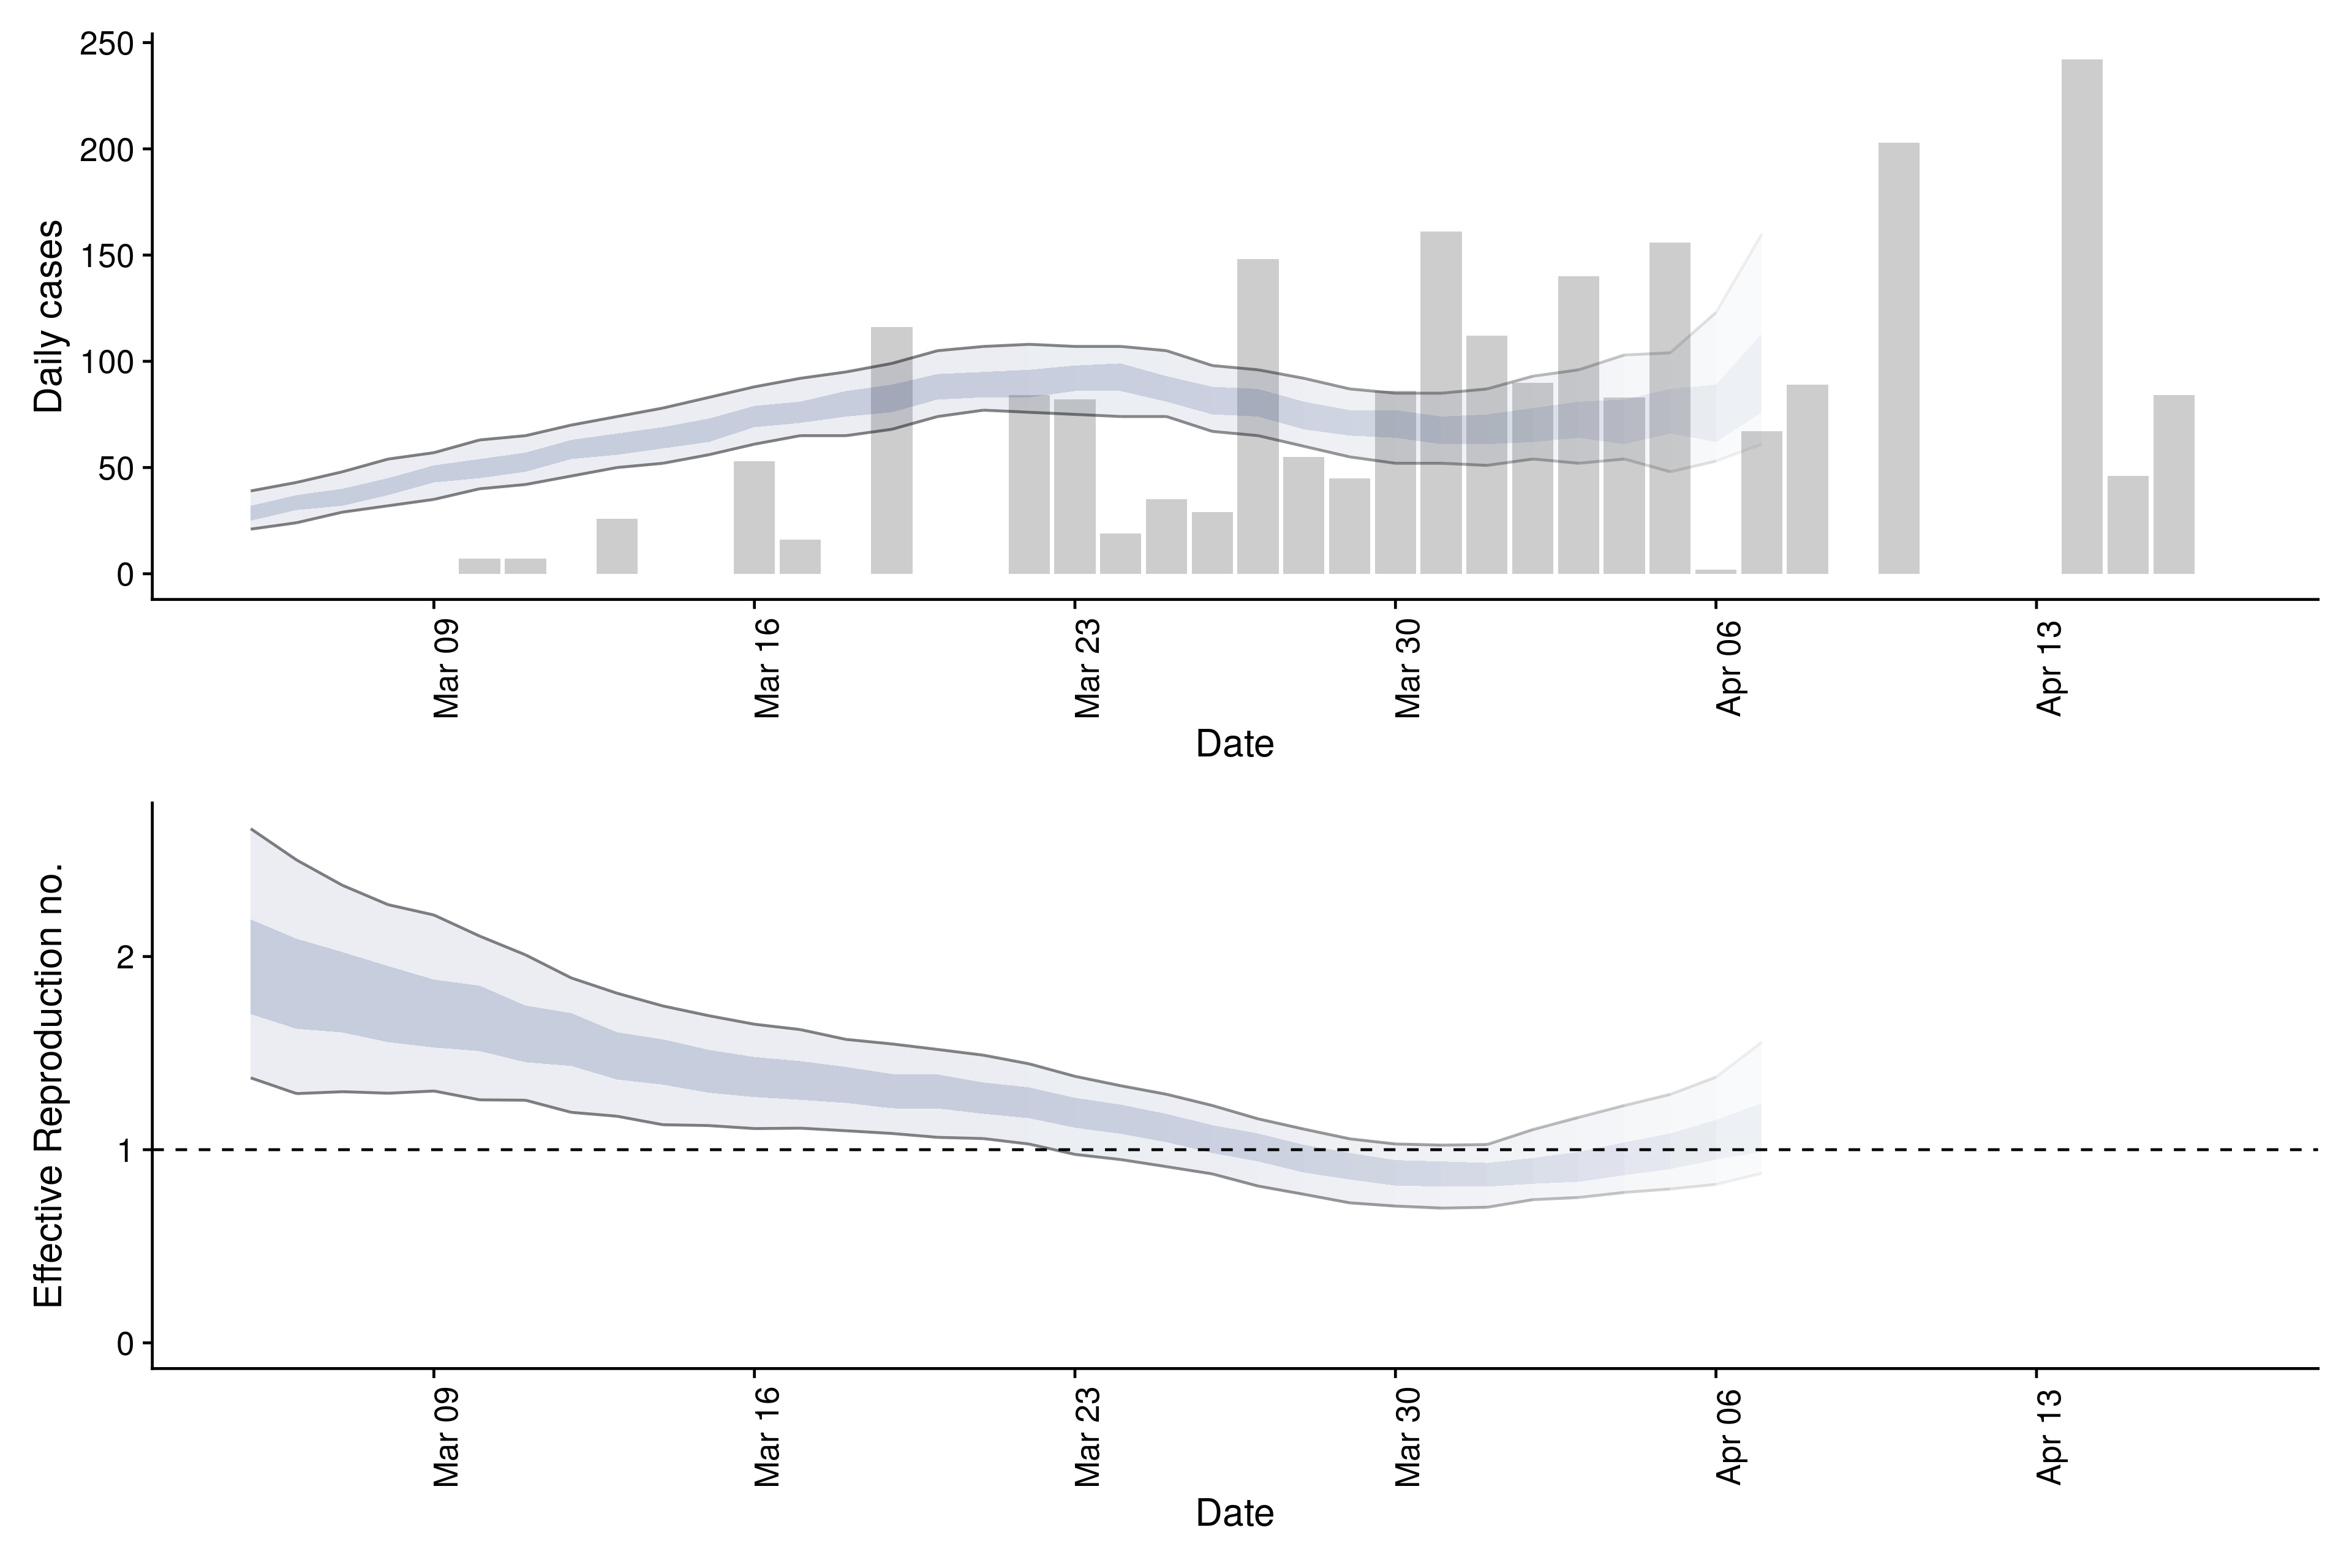 250
200
150
100
50
0
Daily cases
Mar 09
Mar 16
Mar 23
Mar 30
Apr 06
Apr 13
Date
2
1
0
Effective Reproduction no.
Mar 09
Mar 16
Mar 23
Mar 30
Apr 06
Apr 13
Date